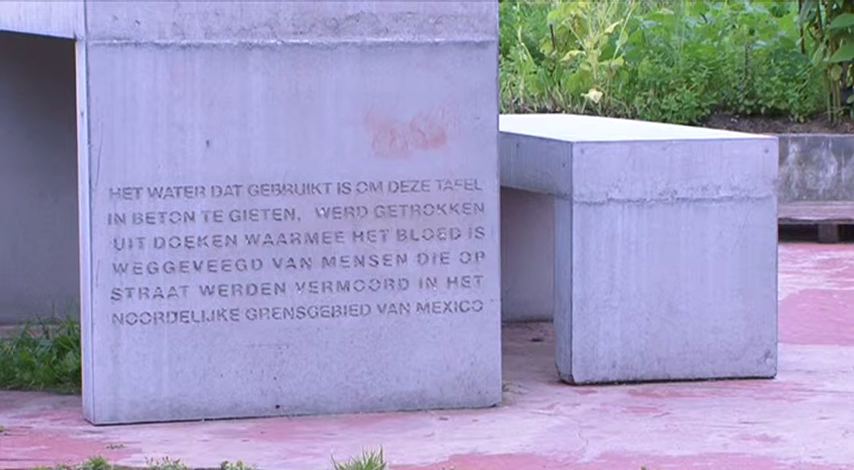 HET WATER DAT GEBRUIKT IS OM DEZE TAFEL
IN BETON TE GIETEN, WERD GETROKKEN
UIT DOEKEN WAARMEE HET BLOED IS
WEGGEVEEGD VAN MENSEN DIE OP
STRAAT WERDEN VERMOORD IN HET
NOORDELIJKE GRENSGEBIED VAN MEXICO